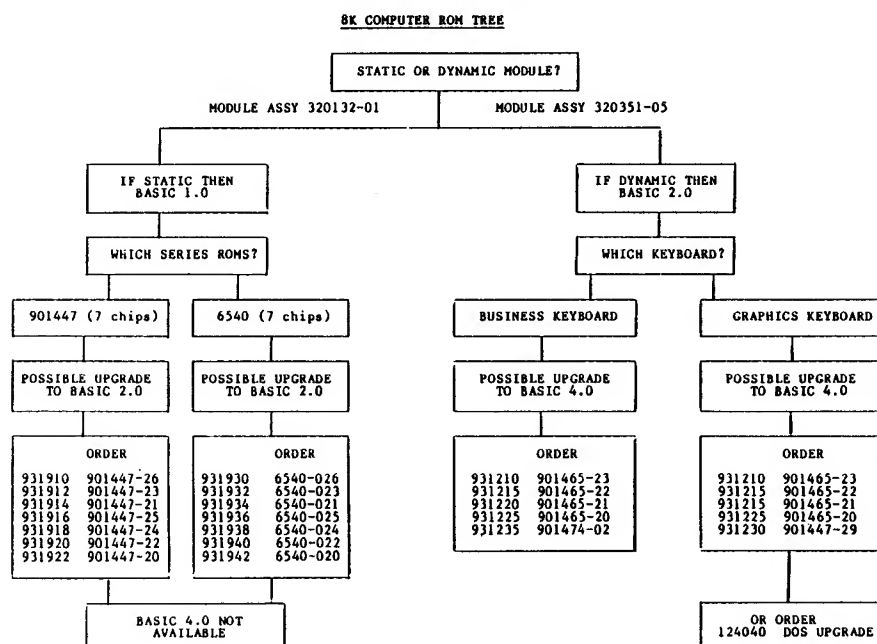 8K COMPUTER ROM TREE
STATIC OR DYNAMIC MODULE?
MODULE ASSY 320132-01
MODULE ASSY 320351-05
IF STATIC THEN
BASIC 1.0
IF DYNAMIC THEN
BASIC 2.0
WHICH SERIES ROMS?
WHICH KEYBOARD?
901447 (7 chips)
6540 (7 chips)
BUSINESS KEYBOARD
GRAPHICS KEYBOARD
POSSIBLE UPGRADE
TO BASIC 2.0
POSSIBLE UPGRADE
TO BASIC 2.0
POSSIBLE UPGRADE
TO BASIC 4.0
POSSIBLE UPGRADE
TO BASIC 4.0
ORDER
931910 901447-26
931912 901447-23
931914 901447-21
931916 901447-25
931918 901447-24
931920 901447-22
931922 901447-20
ORDER
931930 6540-026
931932 6540-023
931934 6540-021
931936 6540-025
931938 6540-024
931940 6540-022
931942 6540-020
ORDER
931210 901465-23
931215 901465-22
931220 901465-21
931225 901465-20
931235 901474-02
ORDER
931210 901465-23
931215 901465-22
931215 901465-21
931225 901465-20
931230 901447-29
BASIC 4.0 NOT
AVAILABLE
OR ORDER
124040 DOS UPGRADE